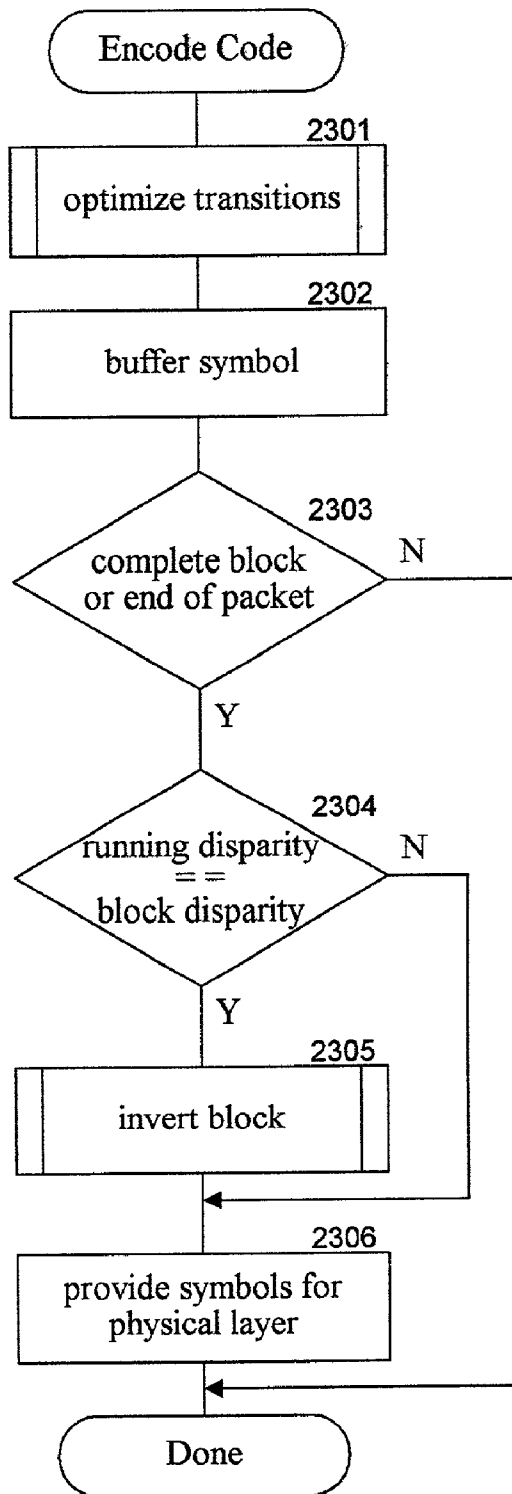 Encode Code
2301
optimize transitions
2302
buffer symbol
2303
complete block
or end of packet
N
Y
2304
running disparity
==
block disparity
N
Y
2305
invert block
2306
provide symbols for
physical layer
Done